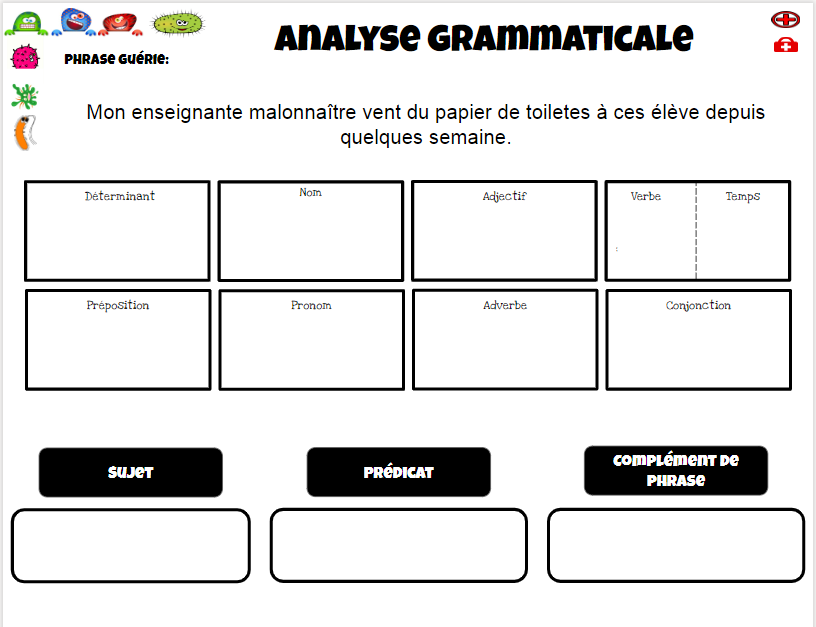 Analyse grammaticale
Phrase guérie:
Mon enseignante malonnaître vent du papier de toiletes à ces élève depuis
quelques semaine.
Déterminant
Nom
Adjectif
Verbe
Temps
:
Préposition
Pronom
Adverbe
Conjonction
Sujet
Prédicat
Complément de
phrase